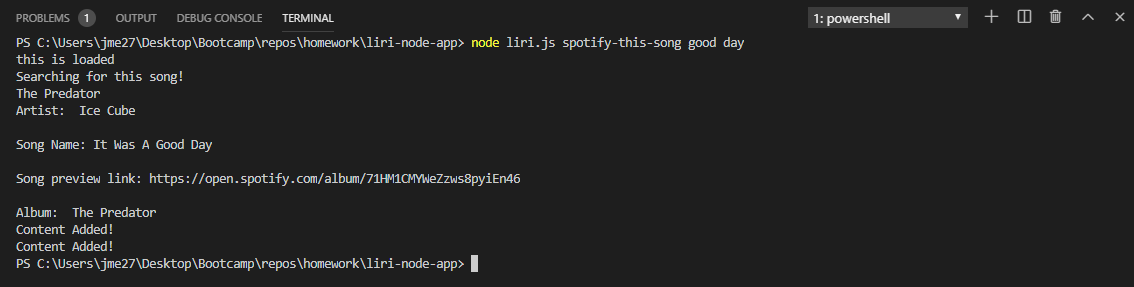 PROBLEMS 1 OUTPUT DEBUG CONSOLE TERMINAL 1: powershell
PS C:\Users\jme27\Desktop\Bootcamp\repos\homework\liri-node-app> node liri.js spotify-this-song good day
this is loaded
Searching for this song!
The Predator
Artist:  Ice Cube
Song Name: It Was A Good Day
Song preview link: https://open.spotify.com/album/71HM1CMYWeZzws8pyiEn46
Album:  The Predator
Content Added!
Content Added!
PS C:\Users\jme27\Desktop\Bootcamp\repos\homework\liri-node-app>